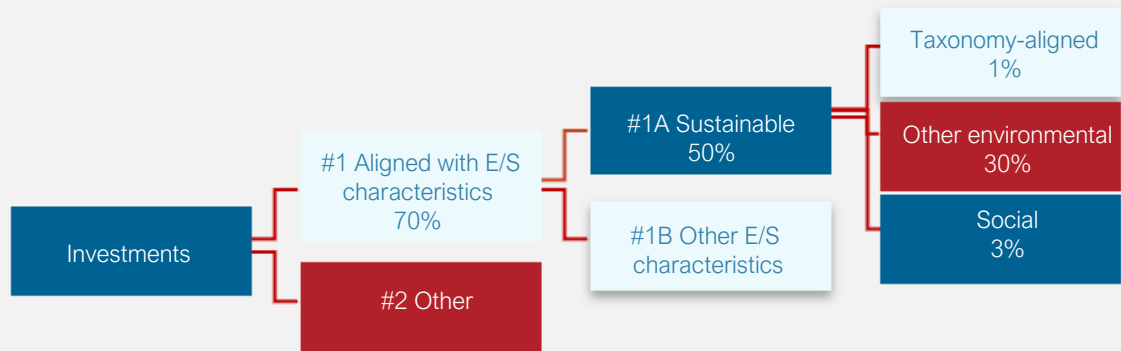 Investments
#1 Aligned with E/S
characteristics
70%
#2 Other
#1A Sustainable
50%
#1B Other E/S
characteristics
Taxonomy-aligned
1%
Other environmental
30%
Social
3%